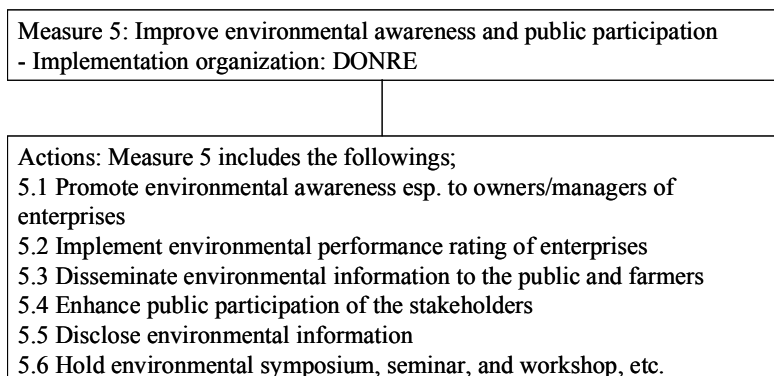 Measure 5: Improve environmental awareness and public participation
- Implementation organization: DONRE
Actions: Measure 5 includes the followings;
5.1 Promote environmental awareness esp. to owners/managers of
enterprises
5.2 Implement environmental performance rating of enterprises
5.3 Disseminate environmental information to the public and farmers
5.4 Enhance public participation of the stakeholders
5.5 Disclose environmental information
5.6 Hold environmental symposium, seminar, and workshop, etc.